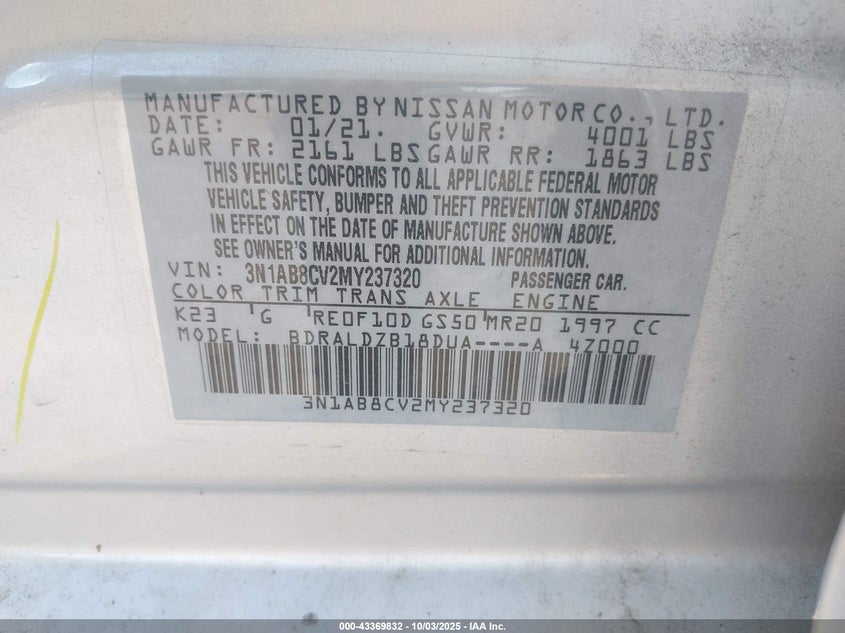 MANUFACTURED BY NISSAN MOTOR CO., LTD.
DATE: 01/21. GVWR: 4001 LBS
GAWR FR: 2161 LBS GAWR RR: 1863 LBS
THIS VEHICLE CONFORMS TO ALL APPLICABLE FEDERAL MOTOR
VEHICLE SAFETY, BUMPER AND THEFT PREVENTION STANDARDS
IN EFFECT ON THE DATE OF MANUFACTURE SHOWN ABOVE.
SEE OWNER'S MANUAL FOR ADDITIONAL INFORMATION.
VIN: 3N1AB8CV2MY237320 PASSENGER CAR.
COLOR TRIM TRANS AXLE ENGINE
K23 G RE0F10D GS50 MR20 1997 CC
MODEL: BDRALDZB18DUA----A 4Z000
3N1AB8CV2MY237320
000-43369832 - 10/03/2025 - IAA Inc.